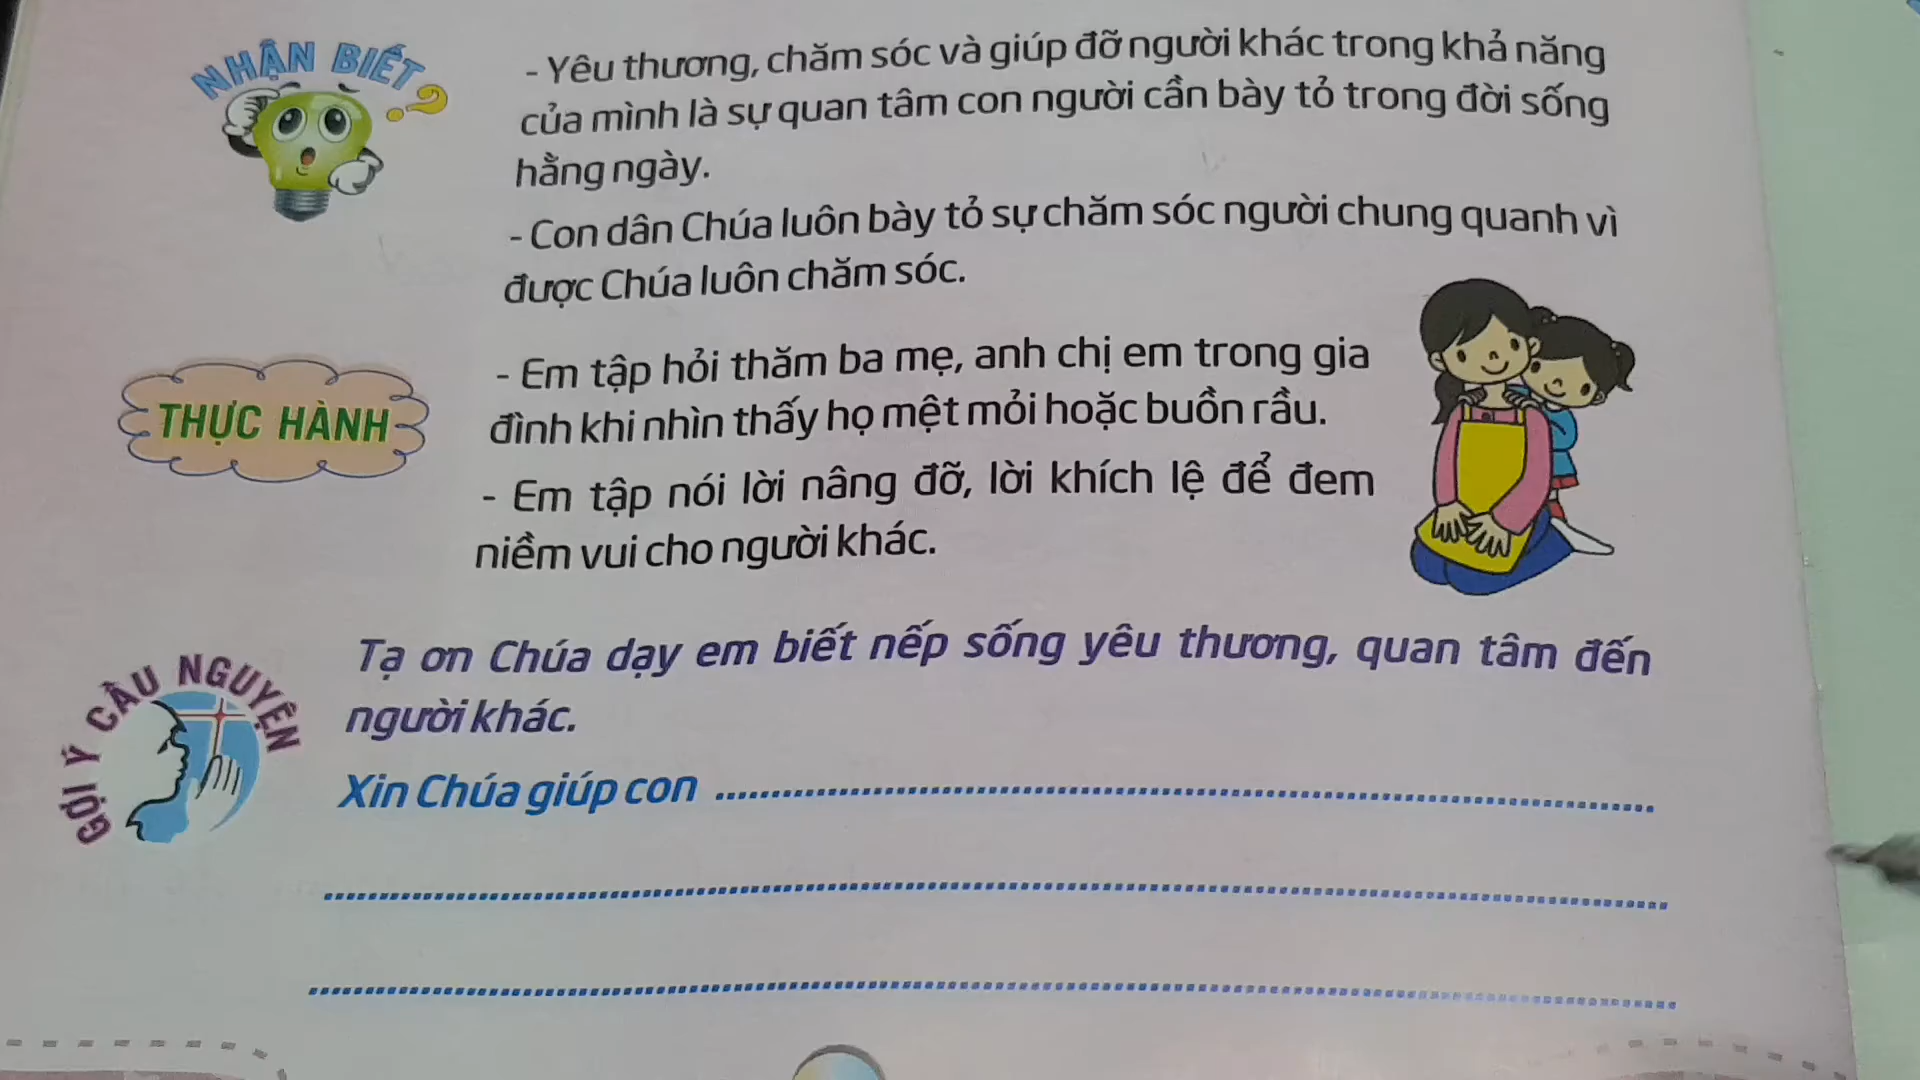 NHẬN BIẾT?
- Yêu thương, chăm sóc và giúp đỡ người khác trong khả năng
của mình là sự quan tâm con người cần bày tỏ trong đời sống
hằng ngày.
- Con dân Chúa luôn bày tỏ sự chăm sóc người chung quanh vì
được Chúa luôn chăm sóc.
THỰC HÀNH
- Em tập hỏi thăm ba mẹ, anh chị em trong gia
đình khi nhìn thấy họ mệt mỏi hoặc buồn rầu.
- Em tập nói lời nâng đỡ, lời khích lệ để đem
niềm vui cho người khác.
GỢI Ý CẦU NGUYỆN
Tạ ơn Chúa dạy em biết nếp sống yêu thương, quan tâm đến
người khác.
Xin Chúa giúp con